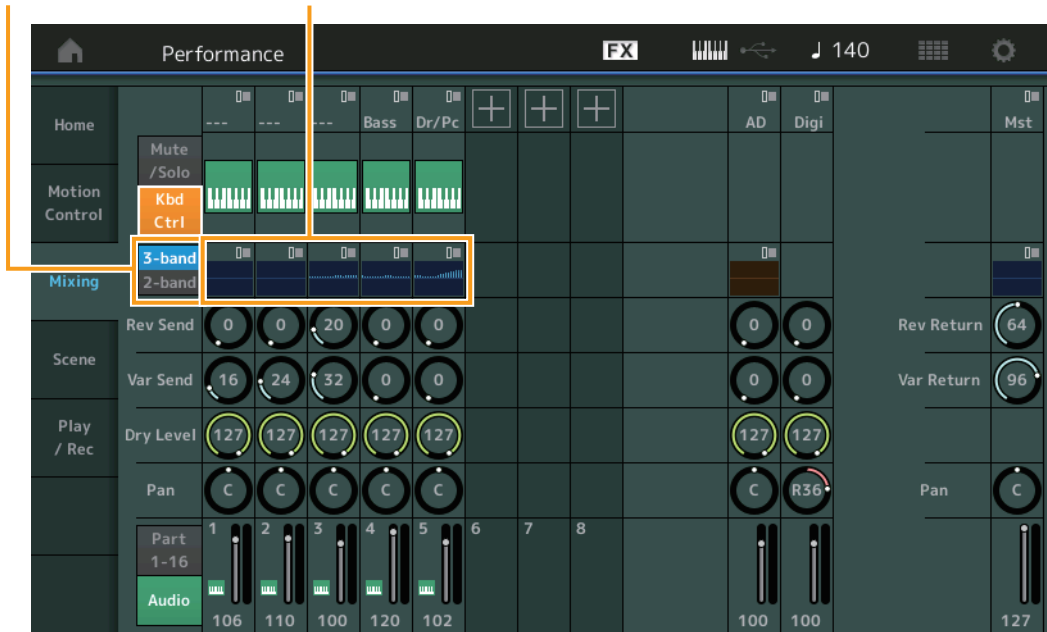 Performance FX 140
--- --- --- Bass Dr/Pc AD Digi Mst
Home
Mute
/Solo
Motion
Control
Kbd
Ctrl
3-band
2-band
Mixing
Rev Send 0 0 20 0 0 0 0 Rev Return 64
Scene
Var Send 16 24 32 0 0 0 0 Var Return 96
Play
/ Rec
Dry Level 127 127 127 127 127 127 127
Pan C C C C C C R36 Pan C
1 2 3 4 5 6 7 8
Part
1-16
Audio
106 110 100 120 102 100 100 127